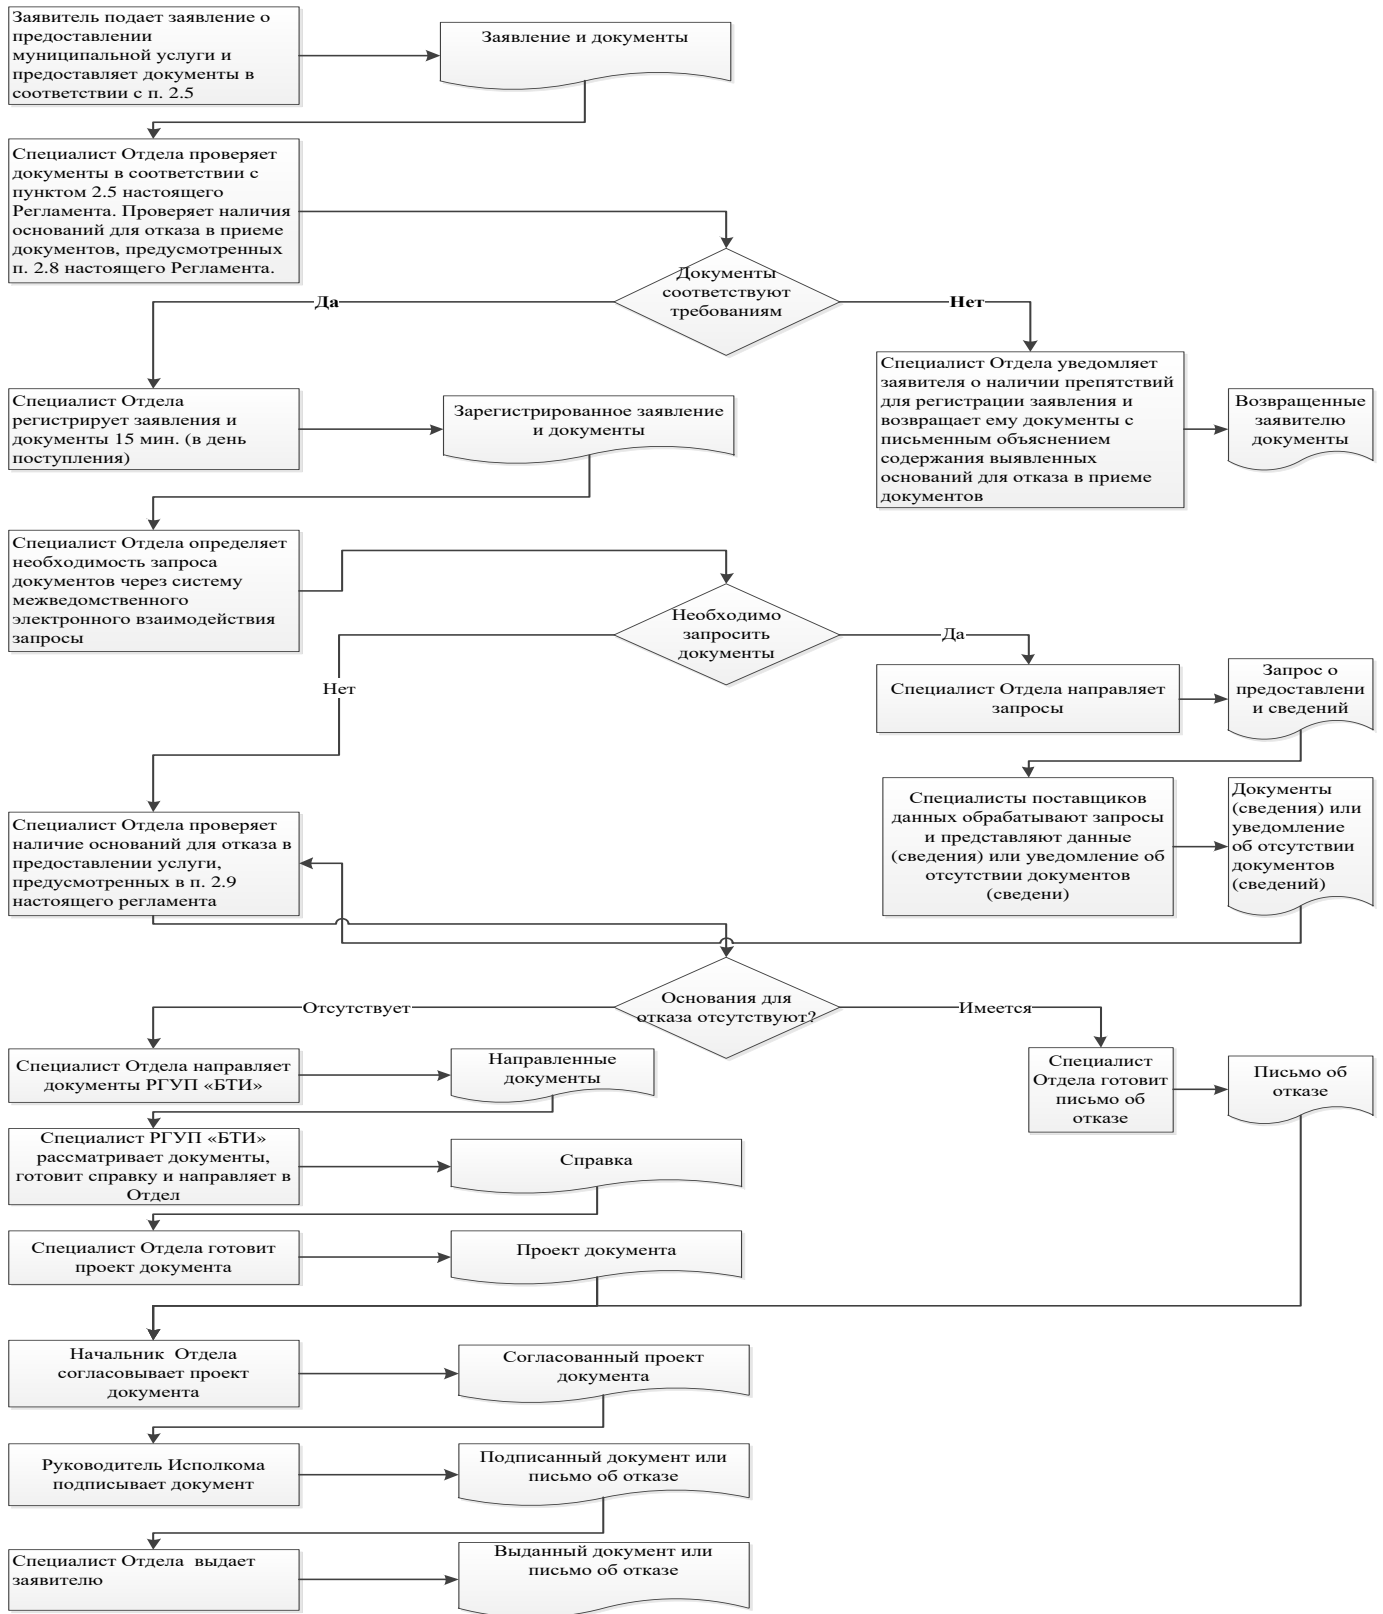 Заявитель подает заявление о
предоставлении
муниципальной услуги и
предоставляет документы в
соответствии с п. 2.5
Заявление и документы
Специалист Отдела проверяет
документы в соответствии с
пунктом 2.5 настоящего
Регламента. Проверяет наличия
оснований для отказа в приеме
документов, предусмотренных
п. 2.8 настоящего Регламента.
Документы
соответствуют
требованиям
Да
Нет
Специалист Отдела
регистрирует заявления и
документы 15 мин. (в день
поступления)
Зарегистрированное заявление
и документы
Специалист Отдела уведомляет
заявителя о наличии препятствий
для регистрации заявления и
возвращает ему документы с
письменным объяснением
содержания выявленных
оснований для отказа в приеме
документов
Возвращенные
заявителю
документы
Специалист Отдела определяет
необходимость запроса
документов через систему
межведомственного
электронного взаимодействия
запросы
Необходимо
запросить
документы
Да
Нет
Специалист Отдела направляет
запросы
Запрос о
предоставлени
и сведений
Специалисты поставщиков
данных обрабатывают запросы
и представляют данные
(сведения) или уведомление об
отсутствии документов
(сведени)
Документы
(сведения) или
уведомление
об отсутствии
документов
(сведений)
Специалист Отдела проверяет
наличие оснований для отказа в
предоставлении услуги,
предусмотренных в п. 2.9
настоящего регламента
Основания для
отказа отсутствуют?
Отсутствует
Имеется
Специалист Отдела направляет
документы РГУП «БТИ»
Направленные
документы
Специалист
Отдела готовит
письмо об
отказе
Письмо об
отказе
Специалист РГУП «БТИ»
рассматривает документы,
готовит справку и направляет в
Отдел
Справка
Специалист Отдела готовит
проект документа
Проект документа
Начальник  Отдела
согласовывает проект
документа
Согласованный проект
документа
Руководитель Исполкома
подписывает документ
Подписанный документ или
письмо об отказе
Специалист Отдела  выдает
заявителю
Выданный документ или
письмо об отказе